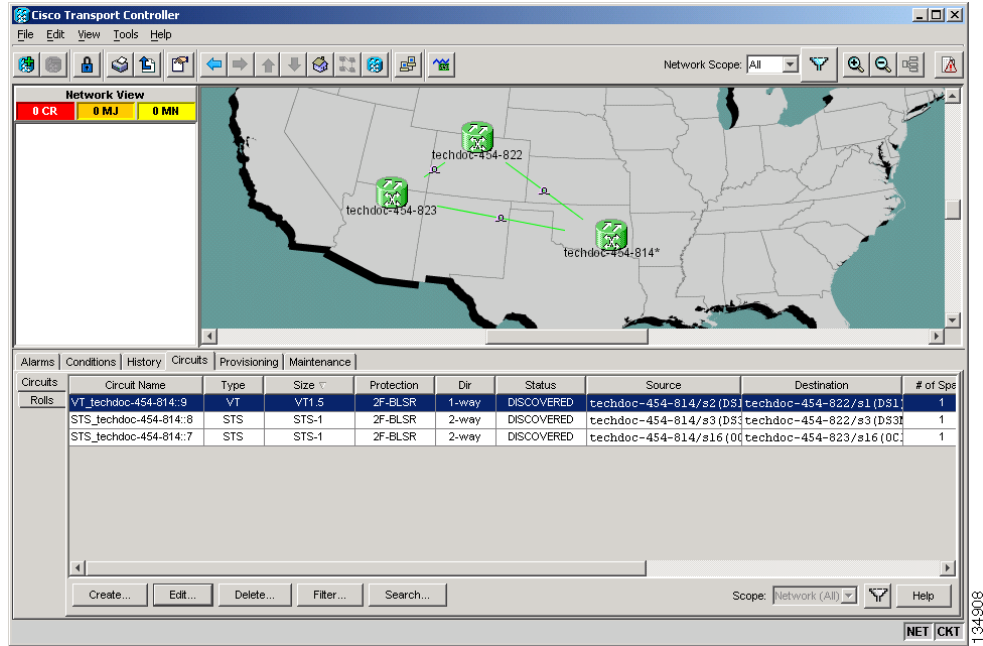 Cisco Transport Controller
File Edit View Tools Help
Network Scope: All
Network View
0 CR 0 MJ 0 MN
techdoc-454-822
techdoc-454-823
techdoc-454-814*
Alarms Conditions History Circuits Provisioning Maintenance
Circuits
Rolls
Circuit Name Type Size Protection Dir Status Source Destination # of Spa
VT_techdoc-454-814::9 VT VT1.5 2F-BLSR 1-way DISCOVERED techdoc-454-814/s2(DS1 techdoc-454-822/s1(DS1) 1
STS_techdoc-454-814::8 STS STS-1 2F-BLSR 2-way DISCOVERED techdoc-454-814/s3(DS3 techdoc-454-822/s3(DS3N 1
STS_techdoc-454-814::7 STS STS-1 2F-BLSR 2-way DISCOVERED techdoc-454-814/s16(OC techdoc-454-823/s16(OC 1
Create... Edit... Delete... Filter... Search... Scope: Network (All) Help
NET CKT
134908